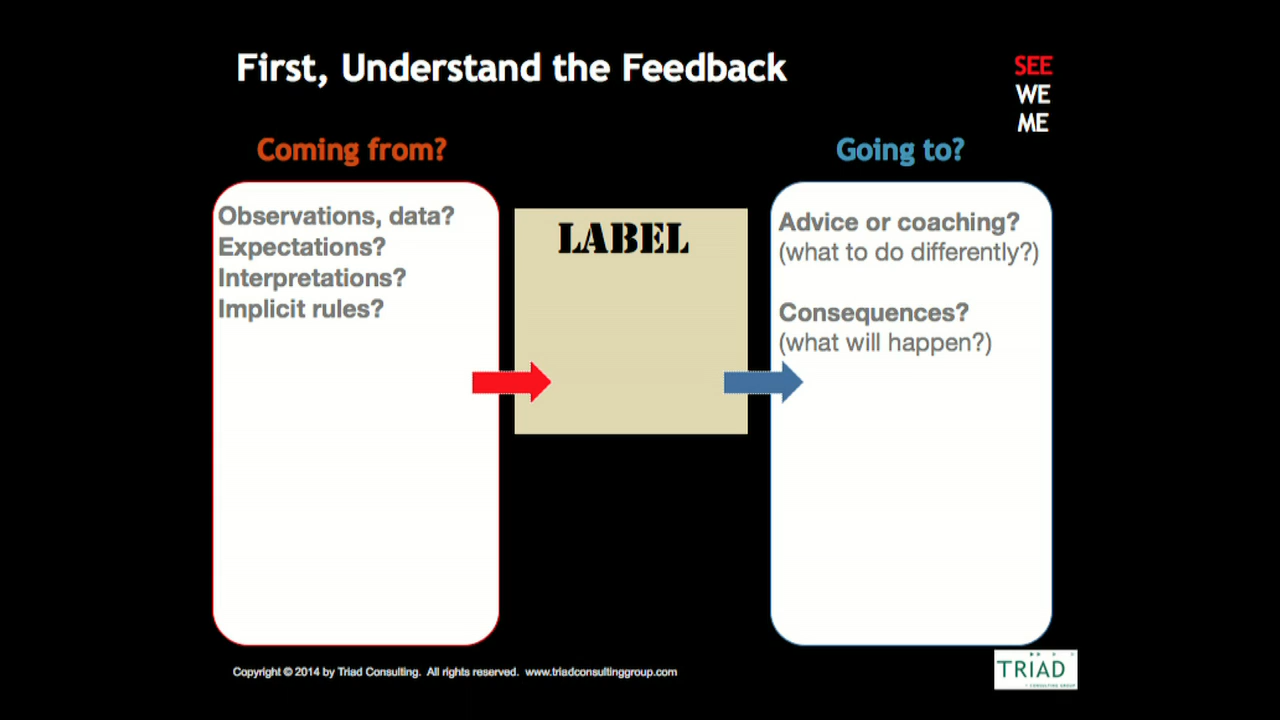 First, Understand the Feedback
SEE
WE
ME
Coming from?
Going to?
Observations, data?
Expectations?
Interpretations?
Implicit rules?
LABEL
Advice or coaching?
(what to do differently?)
Consequences?
(what will happen?)
Copyright © 2014 by Triad Consulting. All rights reserved. www.triadconsultinggroup.com
TRIAD
CONSULTING GROUP